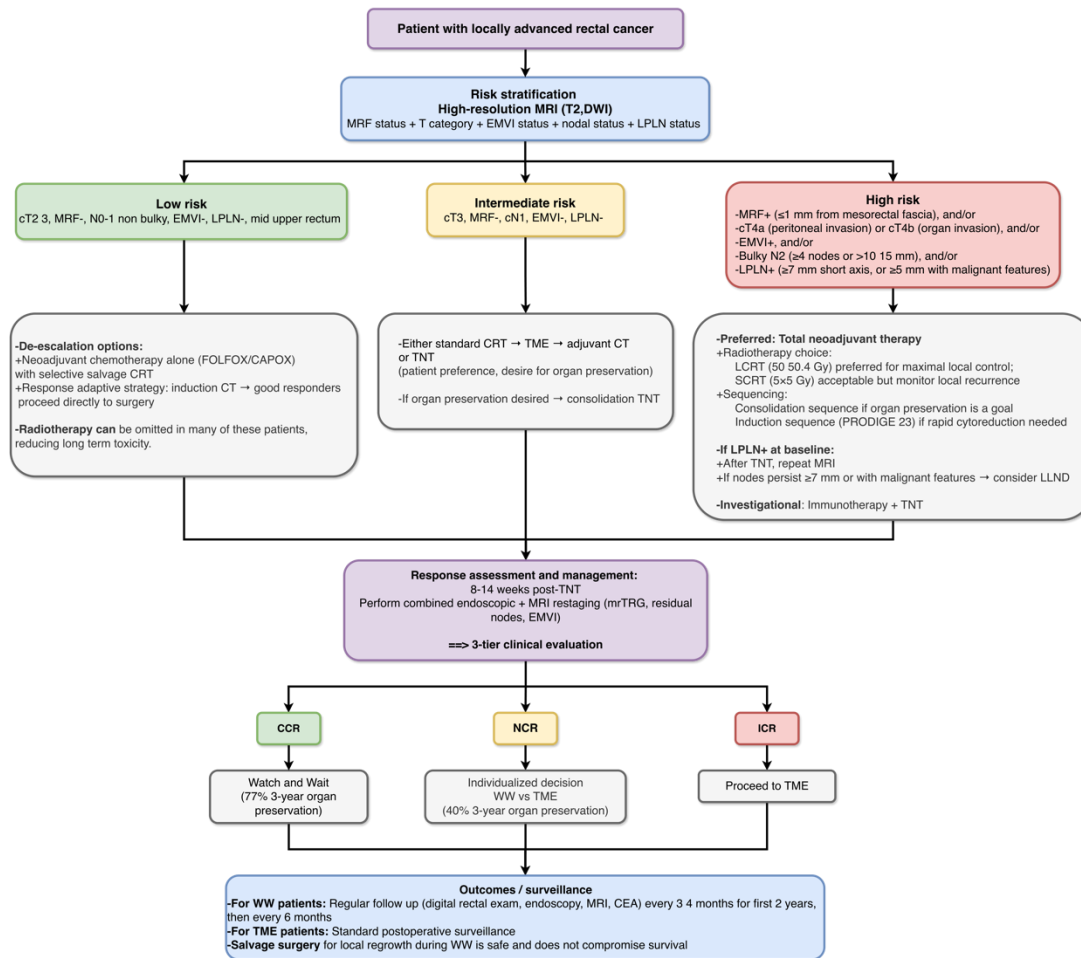 Patient with locally advanced rectal cancer
Risk stratification
High-resolution MRI (T2,DWI)
MRF status + T category + EMVI status + nodal status + LPLN status
Low risk
cT2 3, MRF-, N0-1 non bulky, EMVI-, LPLN-, mid upper rectum
Intermediate risk
cT3, MRF-, cN1, EMVI-, LPLN-
High risk
-MRF+ (≤1 mm from mesorectal fascia), and/or
-cT4a (peritoneal invasion) or cT4b (organ invasion), and/or
-EMVI+, and/or
-Bulky N2 (≥4 nodes or >10 15 mm), and/or
-LPLN+ (≥7 mm short axis, or ≥5 mm with malignant features)
-De-escalation options:
+Neoadjuvant chemotherapy alone (FOLFOX/CAPOX)
with selective salvage CRT
+Response adaptive strategy: induction CT → good responders
proceed directly to surgery
-Radiotherapy can be omitted in many of these patients,
reducing long term toxicity.
-Either standard CRT → TME → adjuvant CT
or TNT
(patient preference, desire for organ preservation)
-If organ preservation desired → consolidation TNT
-Preferred: Total neoadjuvant therapy
+Radiotherapy choice:
LCRT (50 50.4 Gy) preferred for maximal local control;
SCRT (5×5 Gy) acceptable but monitor local recurrence
+Sequencing:
Consolidation sequence if organ preservation is a goal
Induction sequence (PRODIGE 23) if rapid cytoreduction needed
-If LPLN+ at baseline:
+After TNT, repeat MRI
+If nodes persist ≥7 mm or with malignant features → consider LLND
-Investigational: Immunotherapy + TNT
Response assessment and management:
8-14 weeks post-TNT
Perform combined endoscopic + MRI restaging (mrTRG, residual
nodes, EMVI)
==> 3-tier clinical evaluation
CCR
NCR
ICR
Watch and Wait
(77% 3-year organ
preservation)
Individualized decision
WW vs TME
(40% 3-year organ preservation)
Proceed to TME
Outcomes / surveillance
-For WW patients: Regular follow up (digital rectal exam, endoscopy, MRI, CEA) every 3 4 months for first 2 years,
then every 6 months
-For TME patients: Standard postoperative surveillance
-Salvage surgery for local regrowth during WW is safe and does not compromise survival